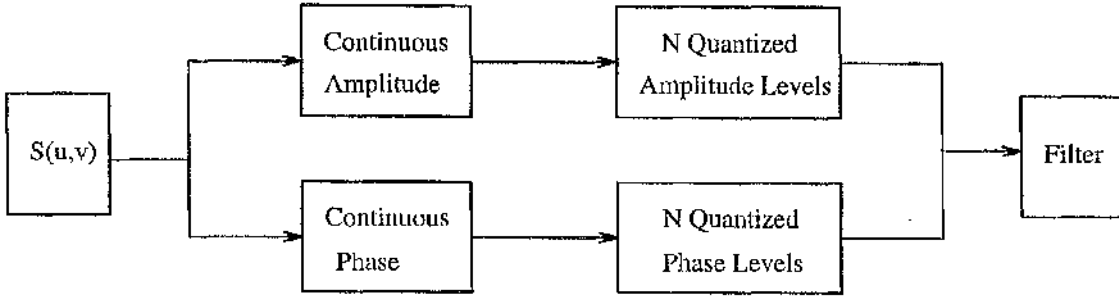 S(u,v)
Continuous
Amplitude
N Quantized
Amplitude Levels
Continuous
Phase
N Quantized
Phase Levels
Filter